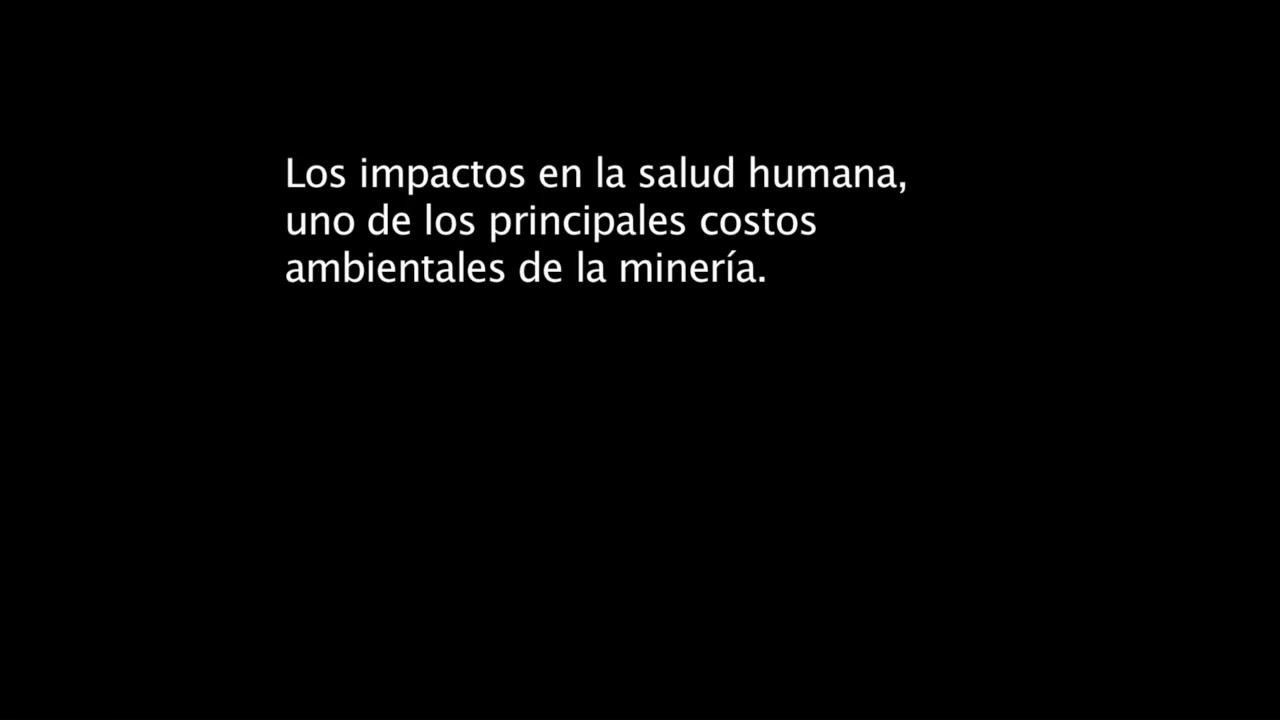 Los impactos en la salud humana,
uno de los principales costos
ambientales de la minería.